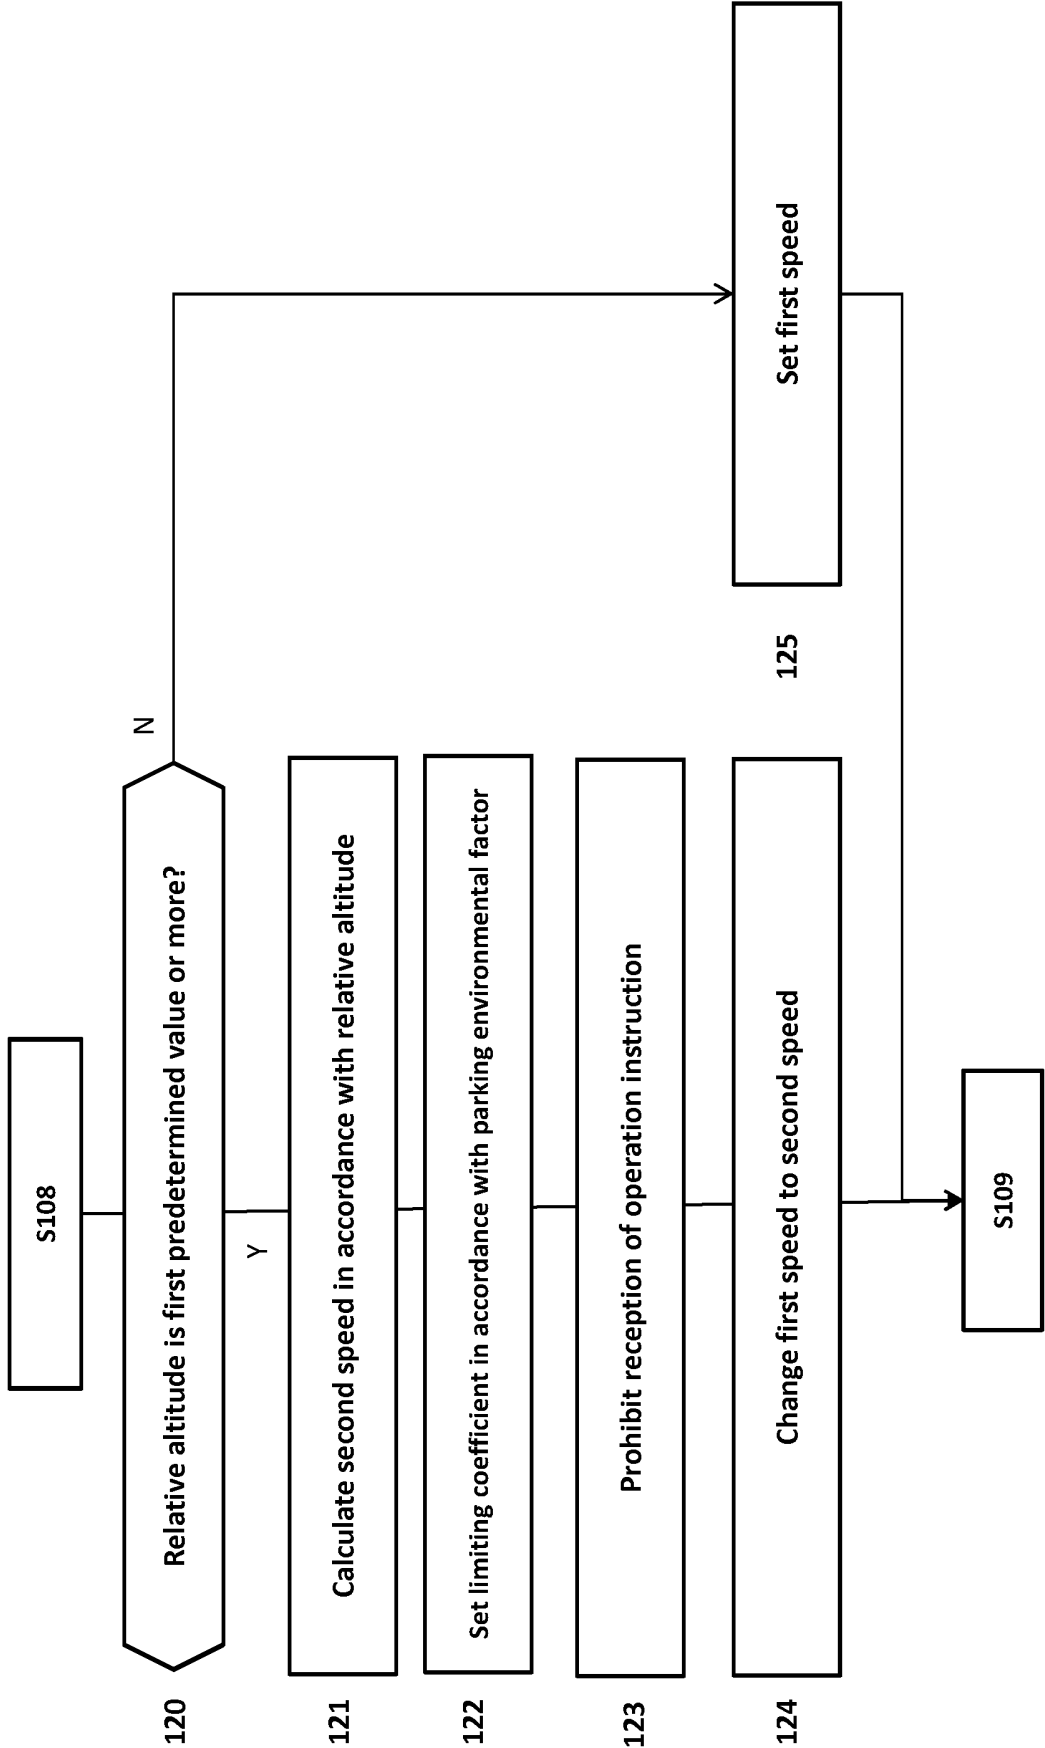 S108
120
Relative altitude is first predetermined value or more?
N
Y
121
Calculate second speed in accordance with relative altitude
122
Set limiting coefficient in accordance with parking environmental factor
123
Prohibit reception of operation instruction
124
Change first speed to second speed
125
Set first speed
S109